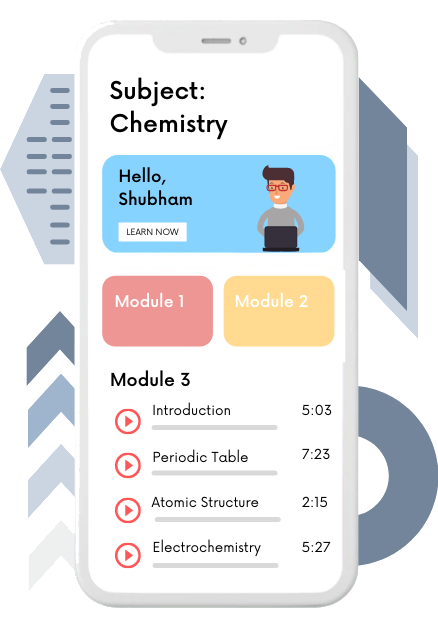 Subject:
Chemistry
Hello,
Shubham
LEARN NOW
Module 1
Module 2
Module 3
Introduction 5:03
Periodic Table 7:23
Atomic Structure 2:15
Electrochemistry 5:27